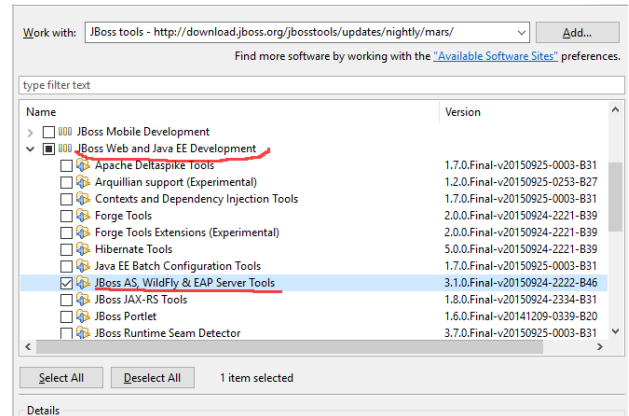 Work with: JBoss tools - http://download.jboss.org/jbosstools/updates/nightly/mars/ Add...
Find more software by working with the "Available Software Sites" preferences.
type filter text
Name Version
JBoss Mobile Development
JBoss Web and Java EE Development
Apache Deltaspike Tools 1.7.0.Final-v20150925-0003-B31
Arquillian support (Experimental) 1.2.0.Final-v20150925-0253-B27
Contexts and Dependency Injection Tools 1.7.0.Final-v20150925-0003-B31
Forge Tools 2.0.0.Final-v20150924-2221-B39
Forge Tools Extensions (Experimental) 2.0.0.Final-v20150924-2221-B39
Hibernate Tools 5.0.0.Final-v20150924-2221-B39
Java EE Batch Configuration Tools 1.7.0.Final-v20150925-0003-B31
JBoss AS, WildFly & EAP Server Tools 3.1.0.Final-v20150924-2222-B46
JBoss JAX-RS Tools 1.8.0.Final-v20150924-2334-B31
JBoss Portlet 1.6.0.Final-v20141209-0339-B20
JBoss Runtime Seam Detector 3.7.0.Final-v20150925-0003-B31
Select All Deselect All 1 item selected
Details